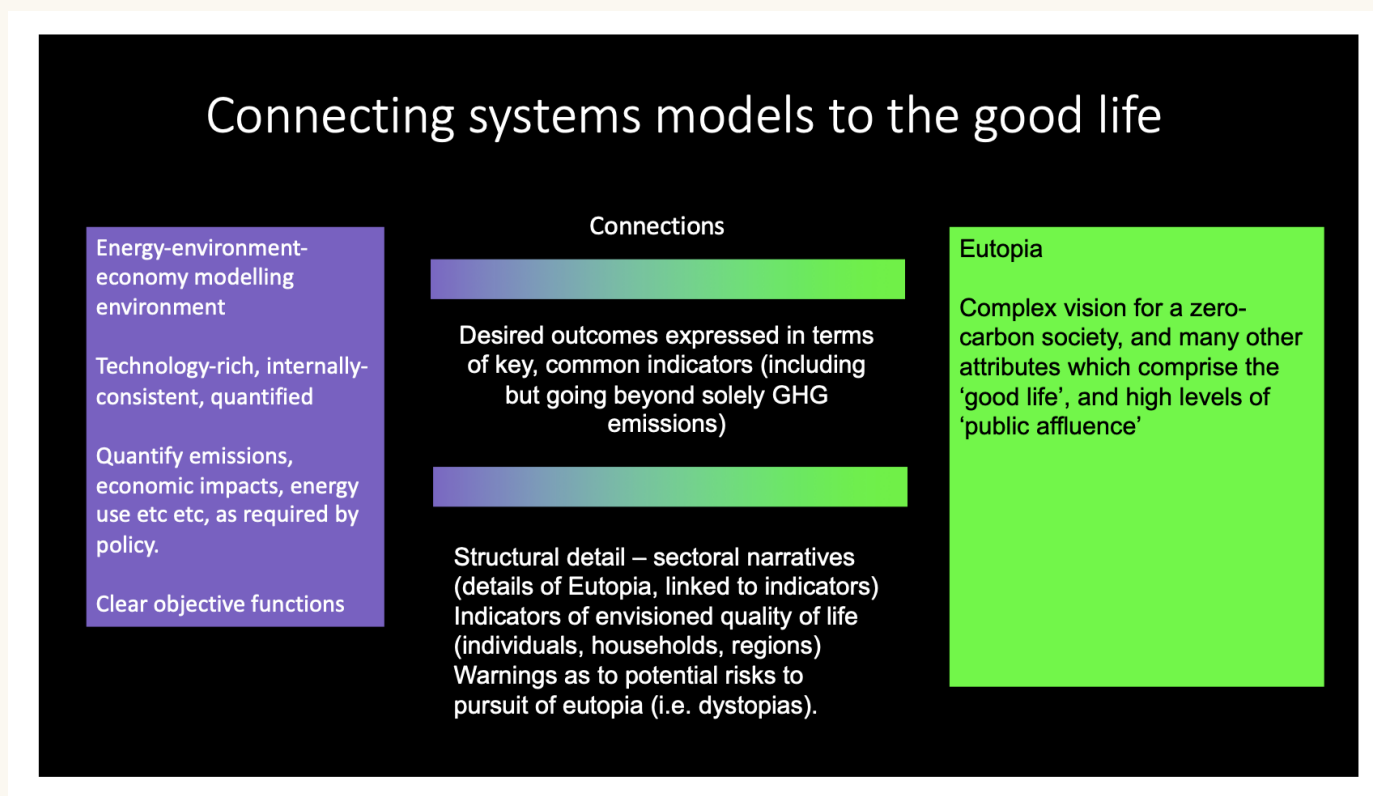 Connecting systems models to the good life
Energy-environment-
economy modelling
environment
Technology-rich, internally-
consistent, quantified
Quantify emissions,
economic impacts, energy
use etc etc, as required by
policy.
Clear objective functions
Connections
Desired outcomes expressed in terms
of key, common indicators (including
but going beyond solely GHG
emissions)
Structural detail – sectoral narratives
(details of Eutopia, linked to indicators)
Indicators of envisioned quality of life
(individuals, households, regions)
Warnings as to potential risks to
pursuit of eutopia (i.e. dystopias).
Eutopia
Complex vision for a zero-
carbon society, and many other
attributes which comprise the
‘good life’, and high levels of
‘public affluence’